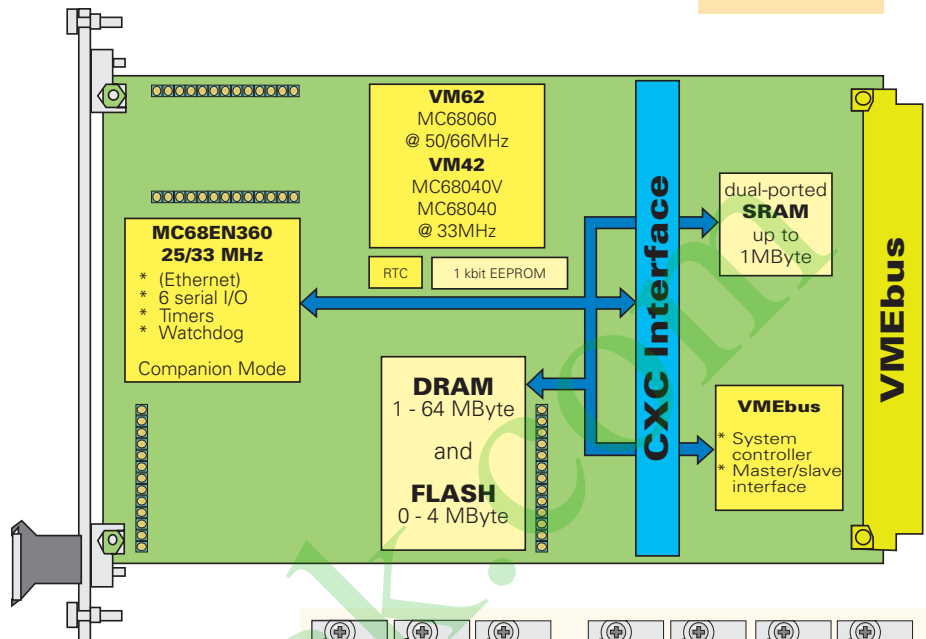 VM62
MC68060
@ 50/66MHz
VM42
MC68040V
MC68040
@ 33MHz
MC68EN360
25/33 MHz
* (Ethernet)
* 6 serial I/O
* Timers
* Watchdog
Companion Mode
RTC
1 kbit EEPROM
DRAM
1 - 64 MByte
and
FLASH
0 - 4 MByte
CXC Interface
dual-ported
SRAM
up to
1MByte
VMEbus
* System
controller
* Master/slave
interface
VMEbus